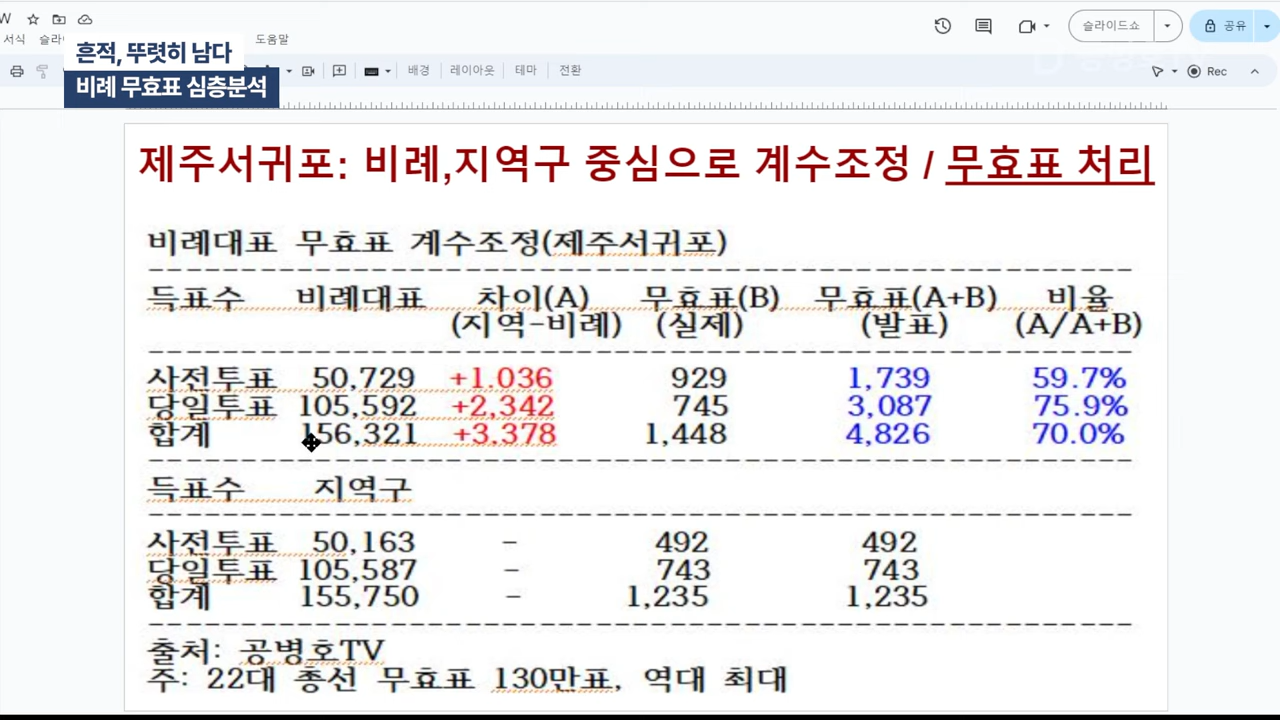 서식
도움말
흔적, 뚜렷히 남다
비례 무효표 심층분석
배경
레이아웃
테마
전환
슬라이드쇼
공유
Rec
제주서귀포: 비례,지역구 중심으로 계수조정 / 무효표 처리
비례대표 무효표 계수조정(제주서귀포)
득표수 비례대표 차이(A) 무효표(B) 무효표(A+B) 비율
(지역-비례) (실제) (발표) (A/A+B)
사전투표 50,729 +1,036 929 1,739 59.7%
당일투표 105,592 +2,342 745 3,087 75.9%
합계 156,321 +3,378 1,448 4,826 70.0%
득표수 지역구
사전투표 50,163 - 492 492
당일투표 105,587 - 743 743
합계 155,750 - 1,235 1,235
출처: 공병호TV
주: 22대 총선 무효표 130만표, 역대 최대